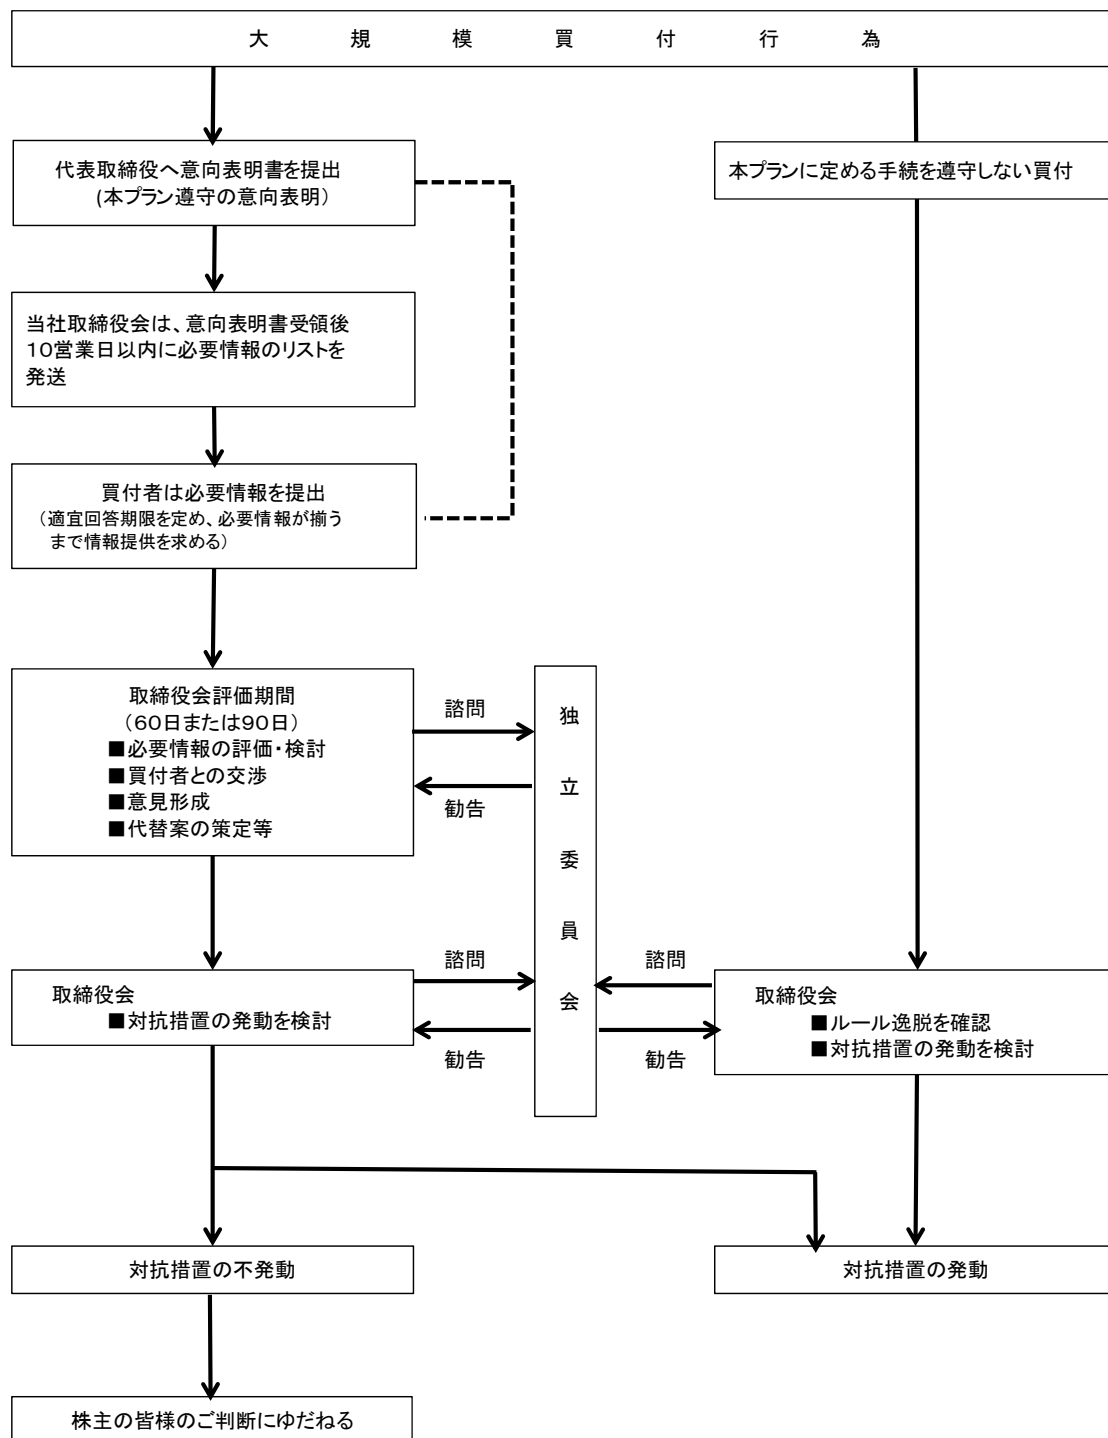 大規模買付行為
代表取締役へ意向表明書を提出
(本プラン遵守の意向表明)
本プランに定める手続を遵守しない買付
当社取締役会は、意向表明書受領後
10営業日以内に必要情報のリストを
発送
買付者は必要情報を提出
(適宜回答期限を定め、必要情報が揃う
まで情報提供を求める)
取締役会評価期間
(60日または90日)
■必要情報の評価・検討
■買付者との交渉
■意見形成
■代替案の策定等
諮問
勧告
独立委員会
取締役会
■対抗措置の発動を検討
諮問
勧告
諮問
勧告
取締役会
■ルール逸脱を確認
■対抗措置の発動を検討
対抗措置の不発動
対抗措置の発動
株主の皆様のご判断にゆだねる